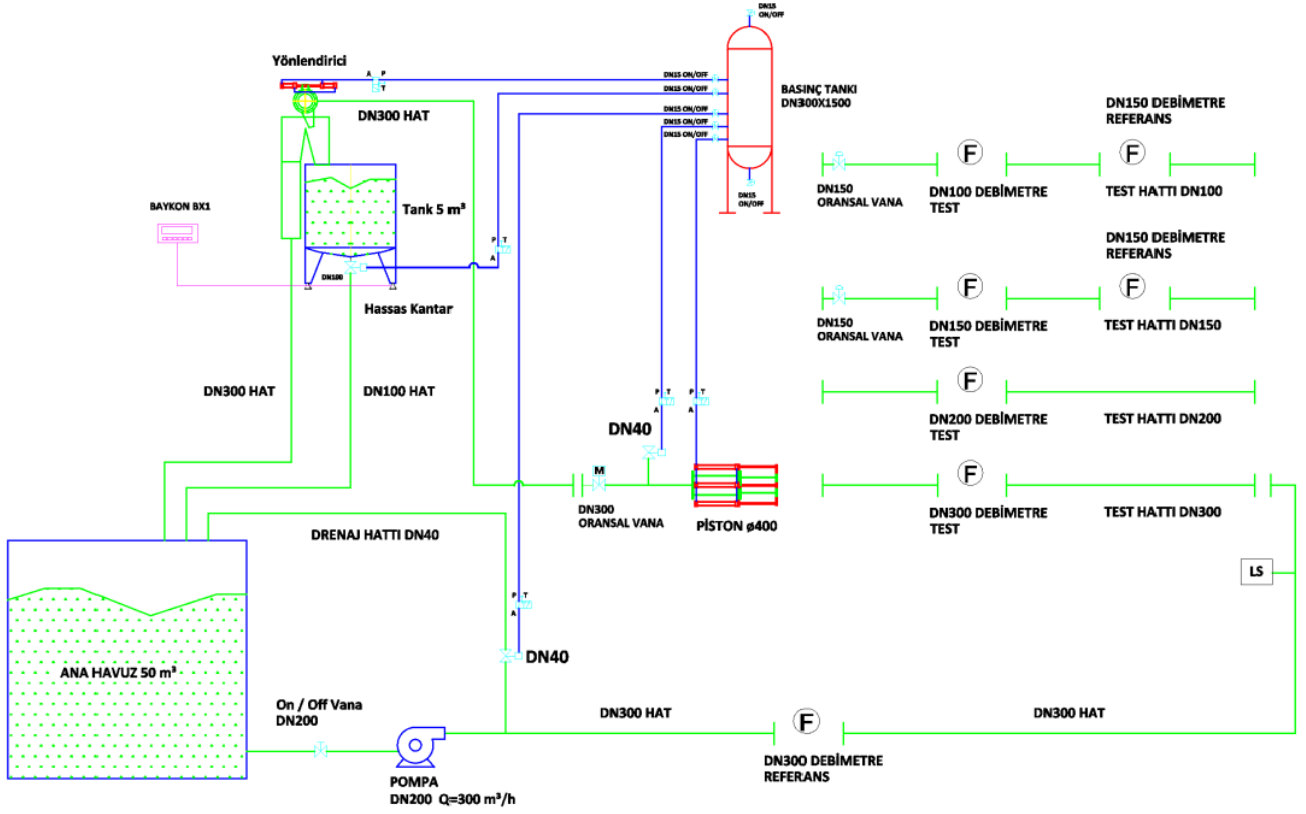 DN15
ON/OFF
Yönlendirici
A P
T
DN15 ON/OFF
DN15 ON/OFF
DN15 ON/OFF
DN15 ON/OFF
DN15 ON/OFF
BASINÇ TANKI
DN300X1500
DN300 HAT
DN15
ON/OFF
BAYKON BX1
Tank 5 m³
P T
A
DN100
Hassas Kantar
DN150 DEBİMETRE
REFERANS
F
F
DN150
ORANSAL VANA
DN100 DEBİMETRE
TEST
TEST HATTI DN100
DN150 DEBİMETRE
REFERANS
F
F
DN150
ORANSAL VANA
DN150 DEBİMETRE
TEST
TEST HATTI DN150
F
DN200 DEBİMETRE
TEST
TEST HATTI DN200
F
DN300 DEBİMETRE
TEST
TEST HATTI DN300
DN300 HAT
DN100 HAT
P T
A
P T
A
DN40
M
DN300
ORANSAL VANA
PİSTON ø400
DRENAJ HATTI DN40
LS
P T
A
DN40
ANA HAVUZ 50 m³
On / Off Vana
DN200
POMPA
DN200 Q=300 m³/h
DN300 HAT
F
DN300 DEBİMETRE
REFERANS
DN300 HAT